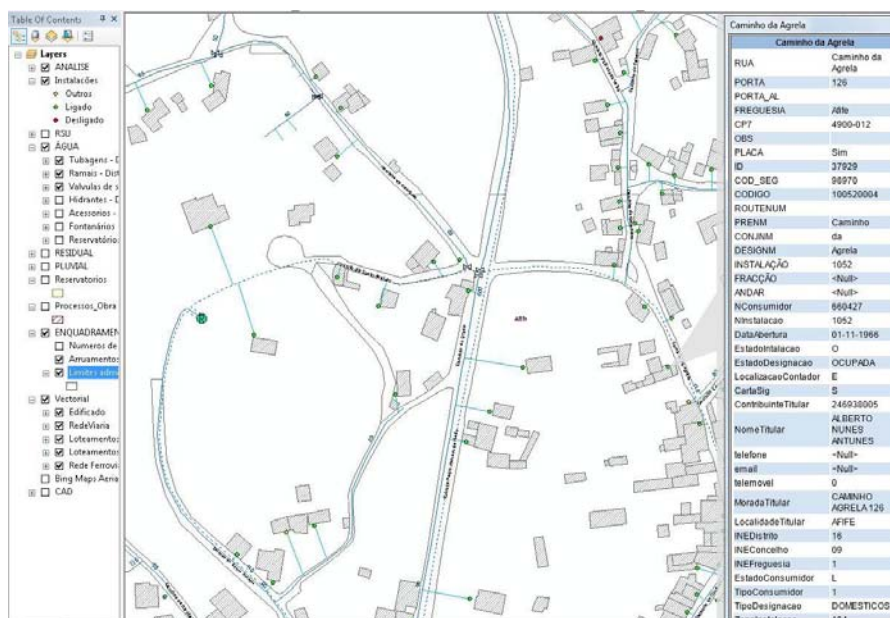 Table Of Contents
Layers
ANALISE
Instalacões
Outros
Ligado
Desligado
RSU
ÁGUA
Tubagens - D
Ramais - Dist
Valvulas de s
Hidrantes - D
Acessorios -
Fontanários
Reservatório
RESIDUAL
PLUVIAL
Reservatorios
Processos_Obra
ENQUADRAMEN
Numeros de
Arruamentos
Limites admi
Vectorial
Edificado
RedeViaria
Loteamentos
Loteamentos
Rede Ferrovi
Bing Maps Aeria
CAD
Afife
Caminho da Agrela
Caminho da Agrela
RUA Caminho da
Agrela
PORTA 126
PORTA_AL
FREGUESIA Afife
CP7 4900-012
OBS
PLACA Sim
ID 37929
COD_SEG 98970
CODIGO 100520004
ROUTENUM
PRENM Caminho
CONJNM da
DESIGNM Agrela
INSTALAÇÃO 1052
FRACÇÃO <Null>
ANDAR <Null>
NConsumidor 660427
NInstalacao 1052
DataAbertura 01-11-1966
EstadoIntalacao O
EstadoDesignacao OCUPADA
LocalizacaoContador E
CartaSig S
ContribuinteTitular 246938005
NomeTitular ALBERTO
NUNES
ANTUNES
telefone <Null>
email <Null>
telemovel 0
MoradaTitular CAMINHO
AGRELA 126
LocalidadeTitular AFIFE
INEDistrito 16
INEConcelho 09
INEFreguesia 1
EstadoConsumidor L
TipoConsumidor 1
TipoDesignacao DOMESTICOS